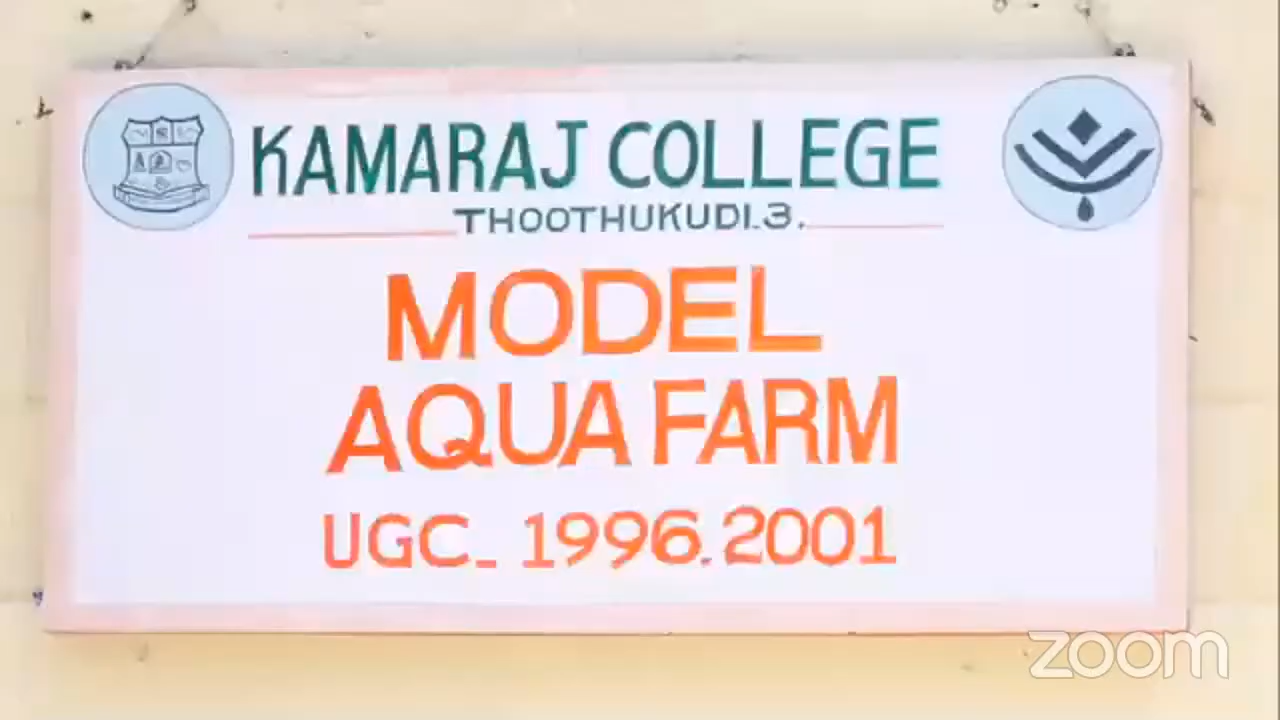 KAMARAJ COLLEGE
THOOTHUKUDI.3.
MODEL
AQUA FARM
UGC_ 1996.2001
zoom